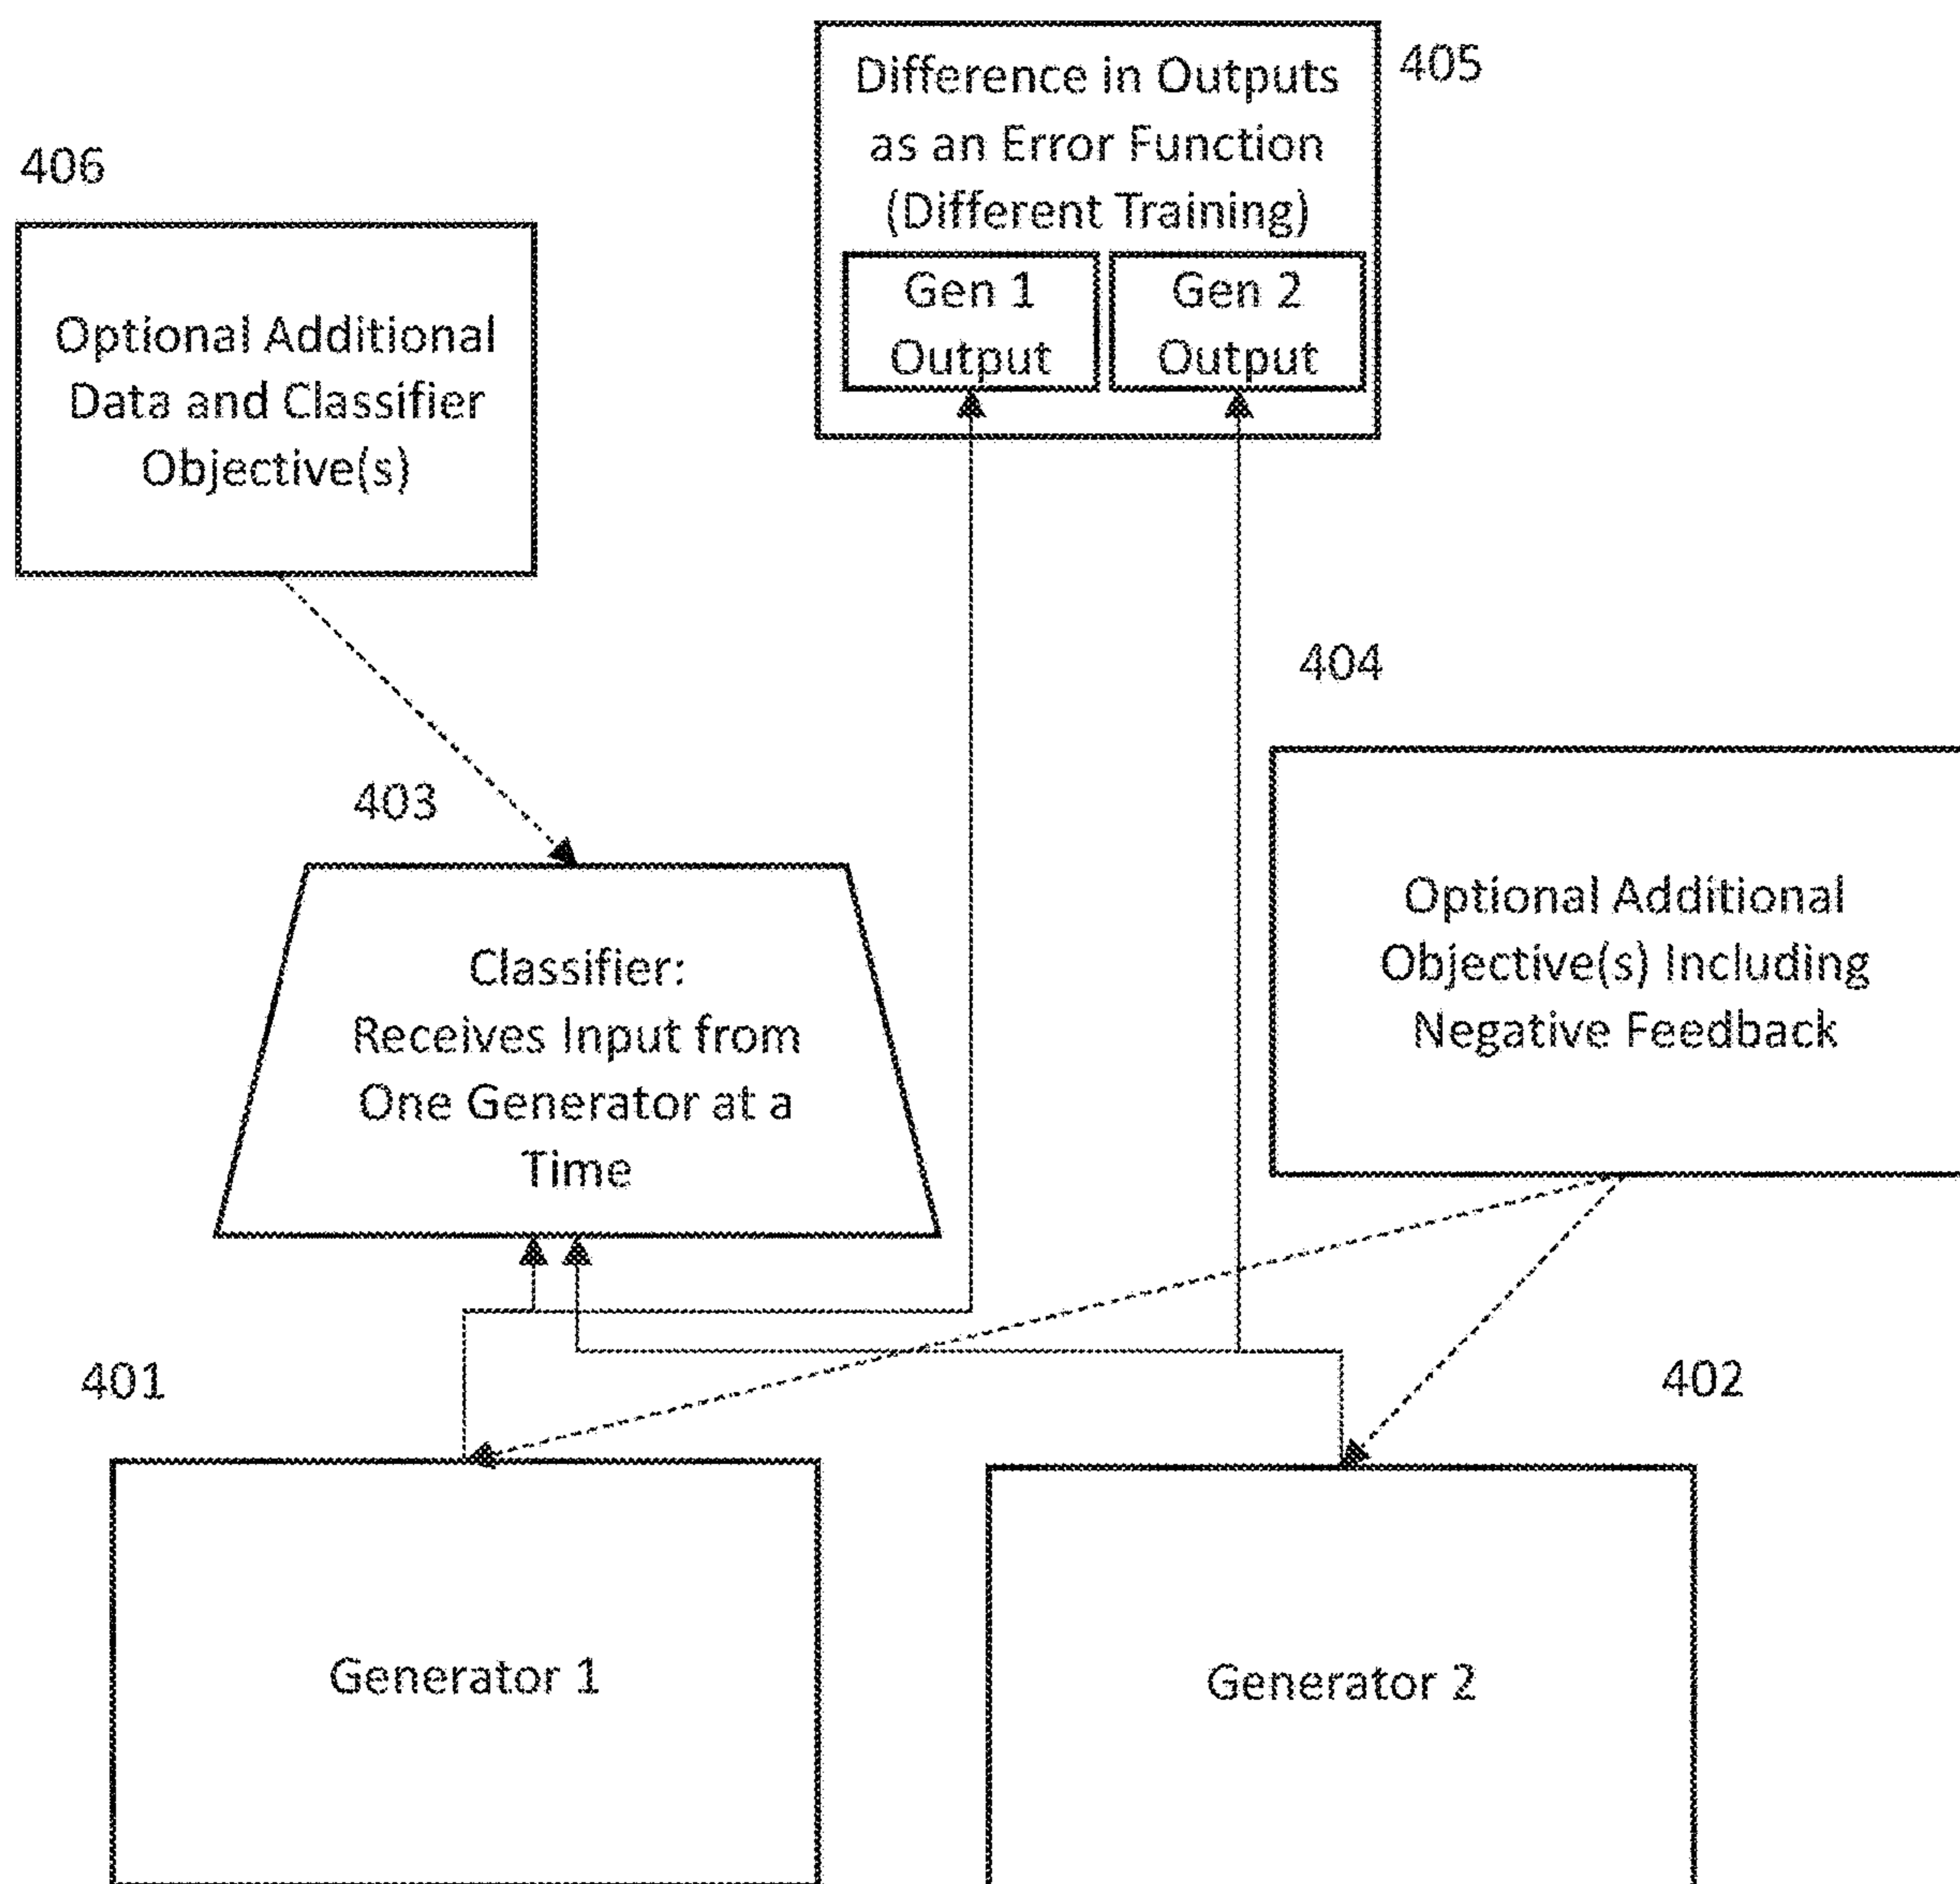 405
Difference in Outputs
as an Error Function
(Different Training)
Gen 1
Output
Gen 2
Output
406
Optional Additional
Data and Classifier
Objective(s)
404
Optional Additional
Objective(s) Including
Negative Feedback
403
Classifier:
Receives Input from
One Generator at a
Time
401
Generator 1
402
Generator 2